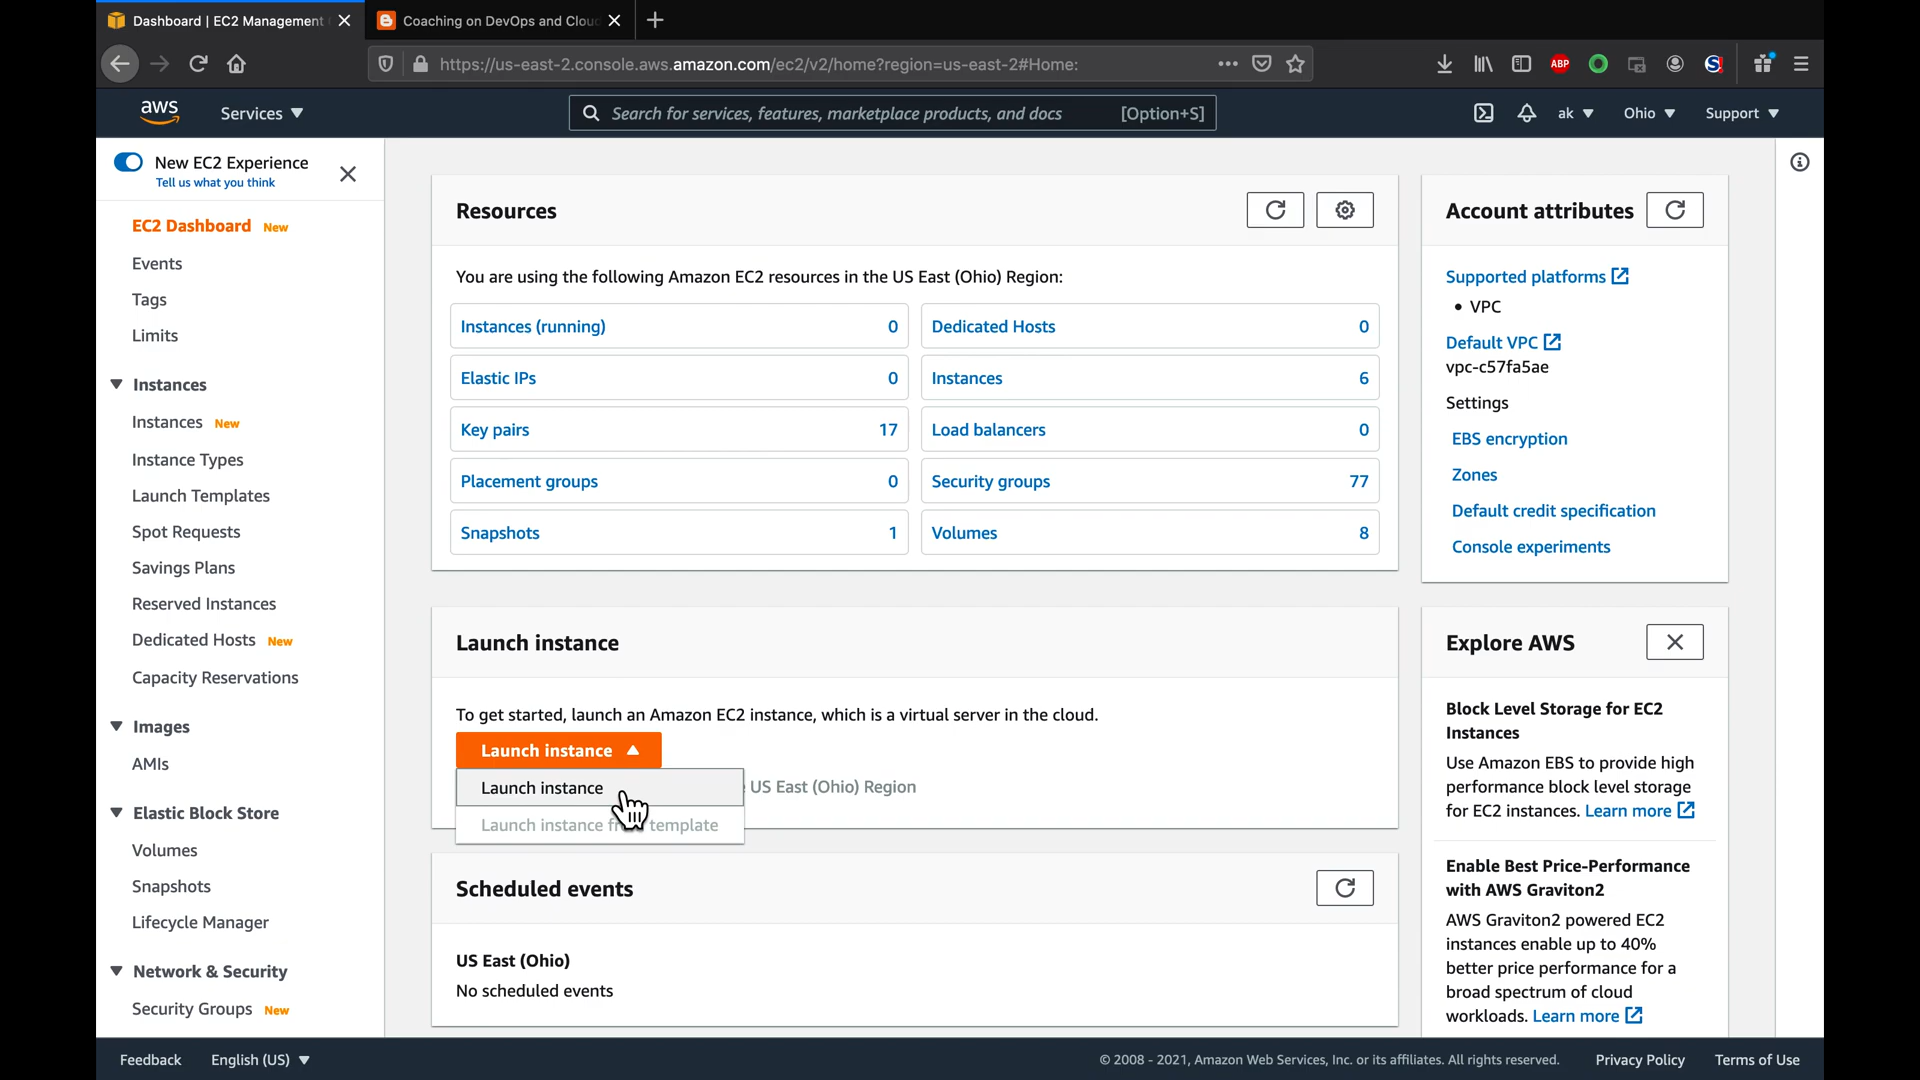 Dashboard | EC2 Management
Coaching on DevOps and Clou
https://us-east-2.console.aws.amazon.com/ec2/v2/home?region=us-east-2#Home:
ABP
aws
Services
Search for services, features, marketplace products, and docs
[Option+S]
ak
Ohio
Support
New EC2 Experience
Tell us what you think
EC2 Dashboard New
Events
Tags
Limits
Instances
Instances New
Instance Types
Launch Templates
Spot Requests
Savings Plans
Reserved Instances
Dedicated Hosts New
Capacity Reservations
Images
AMIs
Elastic Block Store
Volumes
Snapshots
Lifecycle Manager
Network & Security
Security Groups New
Resources
You are using the following Amazon EC2 resources in the US East (Ohio) Region:
Instances (running) 0
Dedicated Hosts 0
Elastic IPs 0
Instances 6
Key pairs 17
Load balancers 0
Placement groups 0
Security groups 77
Snapshots 1
Volumes 8
Launch instance
To get started, launch an Amazon EC2 instance, which is a virtual server in the cloud.
Launch instance
Launch instance
US East (Ohio) Region
Launch instance template
Scheduled events
US East (Ohio)
No scheduled events
Account attributes
Supported platforms
• VPC
Default VPC
vpc-c57fa5ae
Settings
EBS encryption
Zones
Default credit specification
Console experiments
Explore AWS
Block Level Storage for EC2
Instances
Use Amazon EBS to provide high
performance block level storage
for EC2 instances. Learn more
Enable Best Price-Performance
with AWS Graviton2
AWS Graviton2 powered EC2
instances enable up to 40%
better price performance for a
broad spectrum of cloud
workloads. Learn more
Feedback
English (US)
© 2008 - 2021, Amazon Web Services, Inc. or its affiliates. All rights reserved.
Privacy Policy
Terms of Use